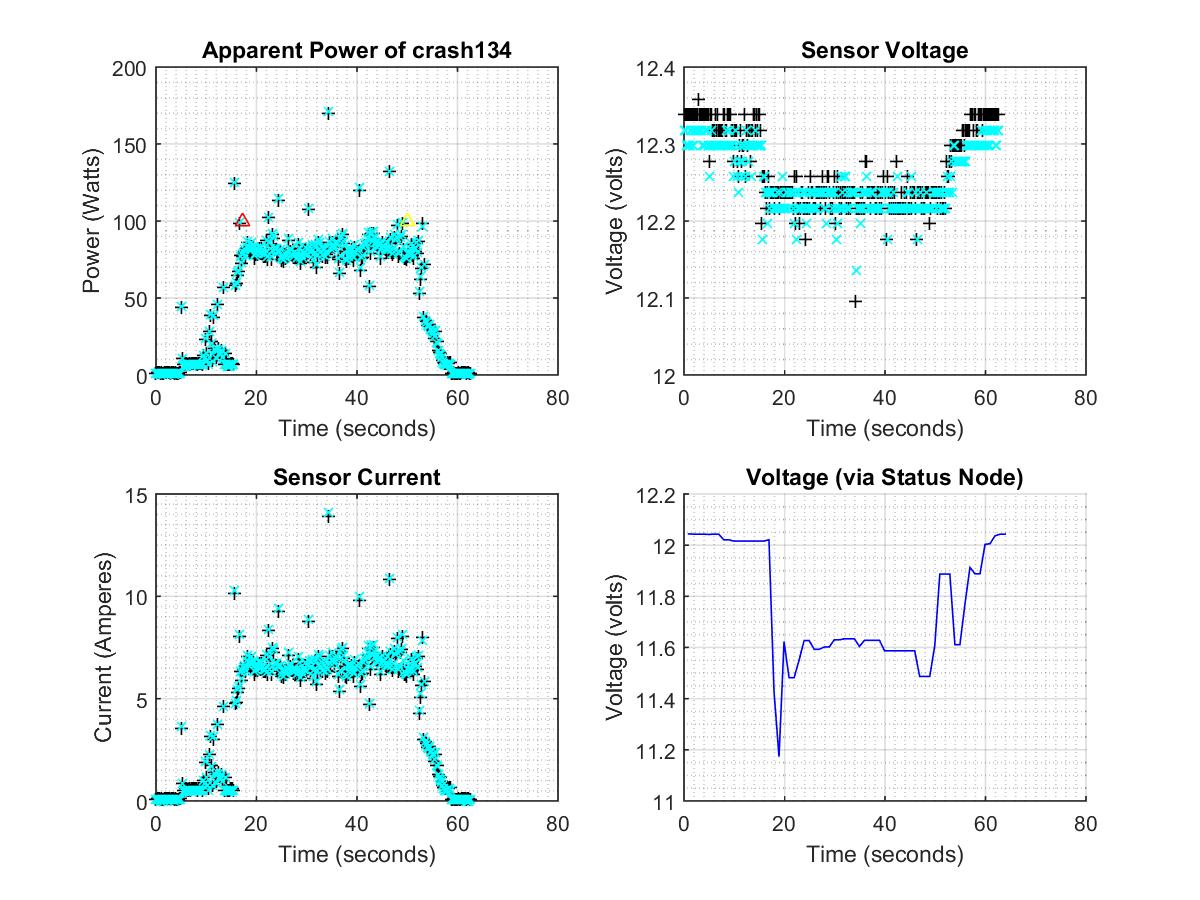 Apparent Power of crash134
200
150
100
50
0
Power (Watts)
0 20 40 60 80
Time (seconds)
Sensor Voltage
12.4
12.3
12.2
12.1
12
Voltage (volts)
0 20 40 60 80
Time (seconds)
Sensor Current
15
10
5
0
Current (Amperes)
0 20 40 60 80
Time (seconds)
Voltage (via Status Node)
12.2
12
11.8
11.6
11.4
11.2
11
Voltage (volts)
0 20 40 60 80
Time (seconds)